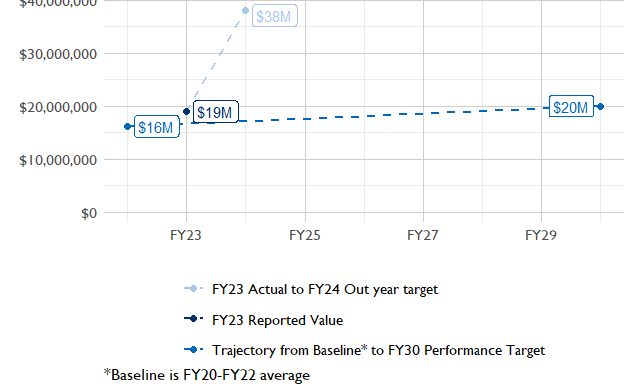 $40,000,000
$38M
$30,000,000
$20,000,000
$19M
$20M
$16M
$10,000,000
$0
FY23 FY25 FY27 FY29
FY23 Actual to FY24 Out year target
FY23 Reported Value
Trajectory from Baseline* to FY30 Performance Target
*Baseline is FY20-FY22 average